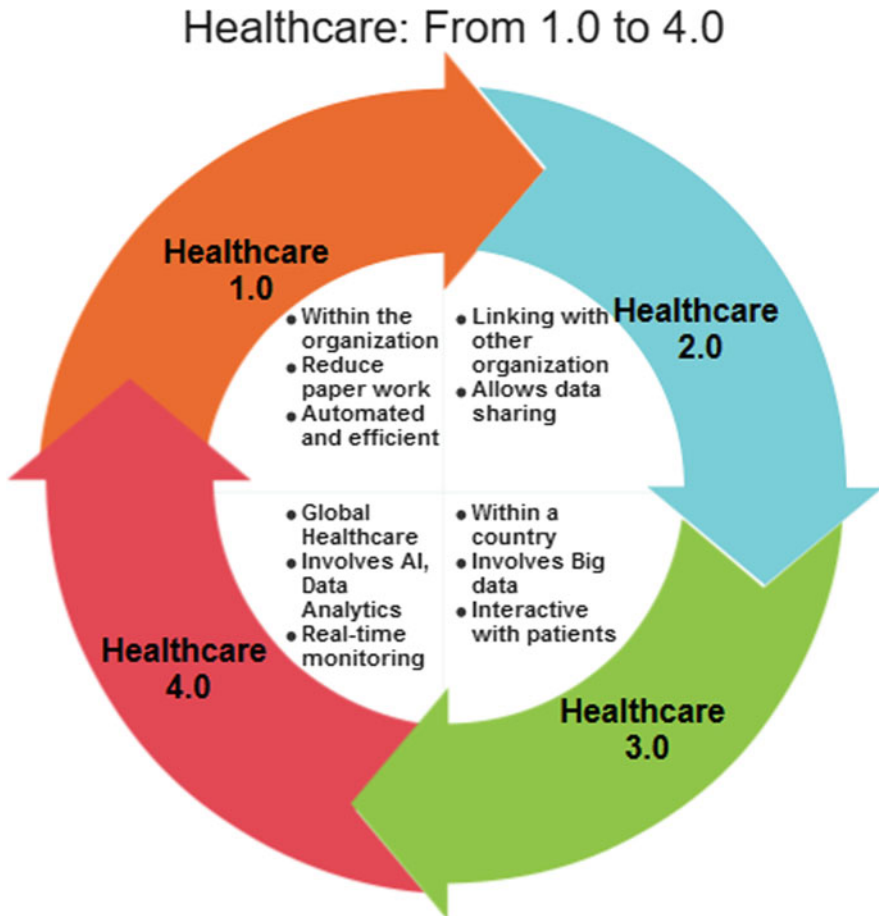 Healthcare: From 1.0 to 4.0
Healthcare
1.0
Healthcare
2.0
• Within the
organization
• Reduce
paper work
• Automated
and efficient
• Linking with
other
organization
• Allows data
sharing
• Global
Healthcare
• Involves AI,
Data
Analytics
• Real-time
monitoring
• Within a
country
• Involves Big
data
• Interactive
with patients
Healthcare
4.0
Healthcare
3.0